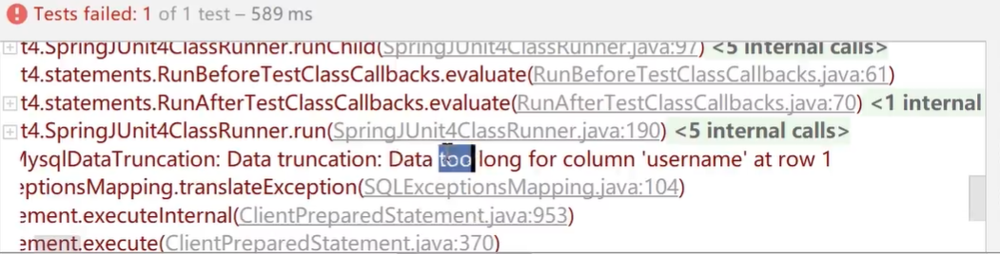 Tests failed: 1 of 1 test – 589 ms
t4.SpringJUnit4ClassRunner.runChild(SpringJUnit4ClassRunner.java:97) <5 internal calls>
t4.statements.RunBeforeTestClassCallbacks.evaluate(RunBeforeTestClassCallbacks.java:61)
t4.statements.RunAfterTestClassCallbacks.evaluate(RunAfterTestClassCallbacks.java:70) <1 internal
t4.SpringJUnit4ClassRunner.run(SpringJUnit4ClassRunner.java:190) <5 internal calls>
MysqlDataTruncation: Data truncation: Data too long for column 'username' at row 1
eptionsMapping.translateException(SQLExceptionsMapping.java:104)
ement.executeInternal(ClientPreparedStatement.java:953)
ement.execute(ClientPreparedStatement.java:370)